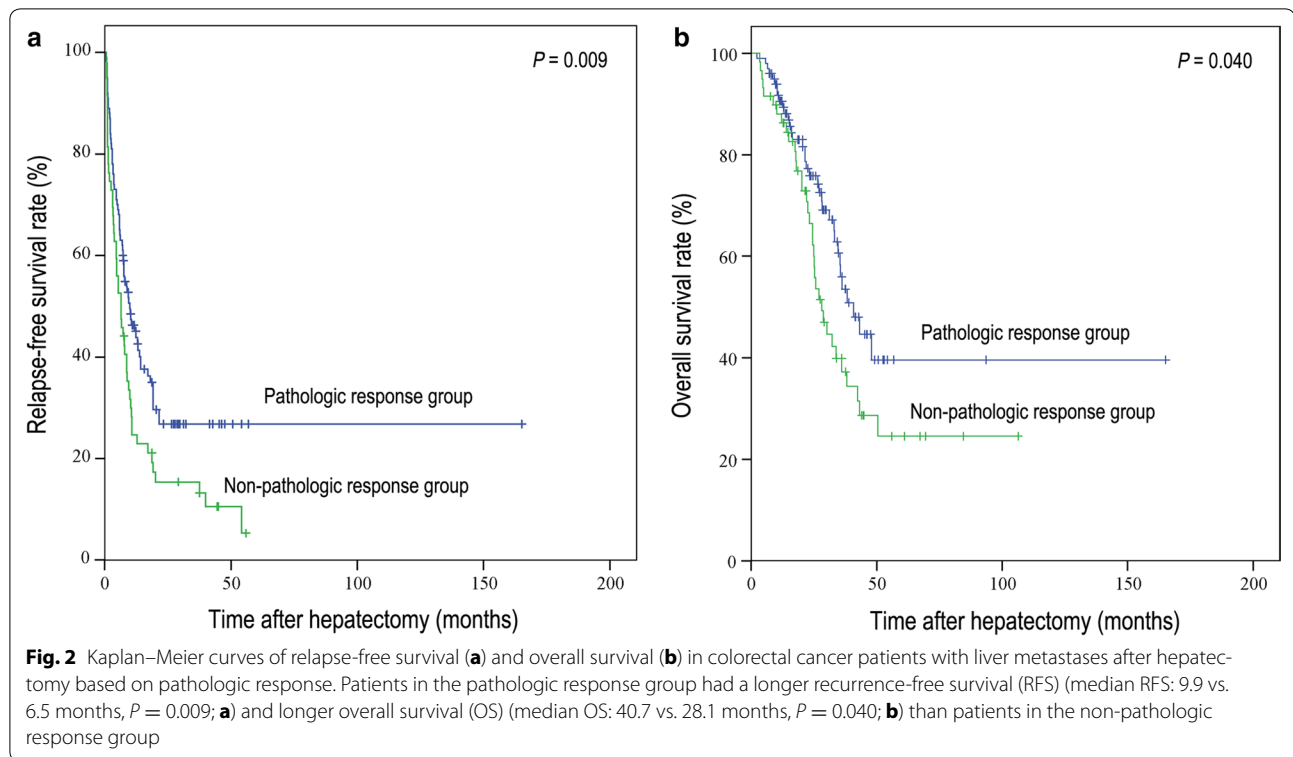 a
P = 0.009
100
80
60
40
20
0
Relapse-free survival rate (%)
Pathologic response group
Non-pathologic response group
0 50 100 150 200
Time after hepatectomy (months)
b
P = 0.040
100
80
60
40
20
0
Overall survival rate (%)
Pathologic response group
Non-pathologic response group
0 50 100 150 200
Time after hepatectomy (months)
Fig. 2 Kaplan–Meier curves of relapse-free survival (a) and overall survival (b) in colorectal cancer patients with liver metastases after hepatec-
tomy based on pathologic response. Patients in the pathologic response group had a longer recurrence-free survival (RFS) (median RFS: 9.9 vs.
6.5 months, P = 0.009; a) and longer overall survival (OS) (median OS: 40.7 vs. 28.1 months, P = 0.040; b) than patients in the non-pathologic
response group